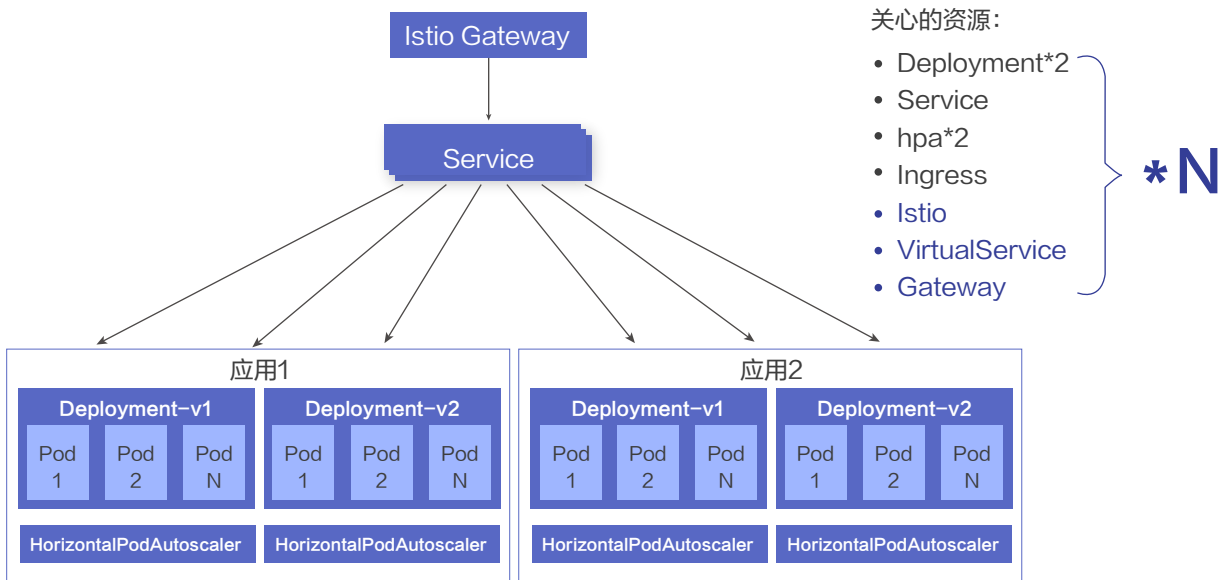 Istio Gateway
Service
关心的资源：
• Deployment*2
• Service
• hpa*2
• Ingress
• Istio
• VirtualService
• Gateway
*N
应用1
Deployment-v1
Pod
1
Pod
2
Pod
N
Deployment-v2
Pod
1
Pod
2
Pod
N
HorizontalPodAutoscaler
HorizontalPodAutoscaler
应用2
Deployment-v1
Pod
1
Pod
2
Pod
N
Deployment-v2
Pod
1
Pod
2
Pod
N
HorizontalPodAutoscaler
HorizontalPodAutoscaler